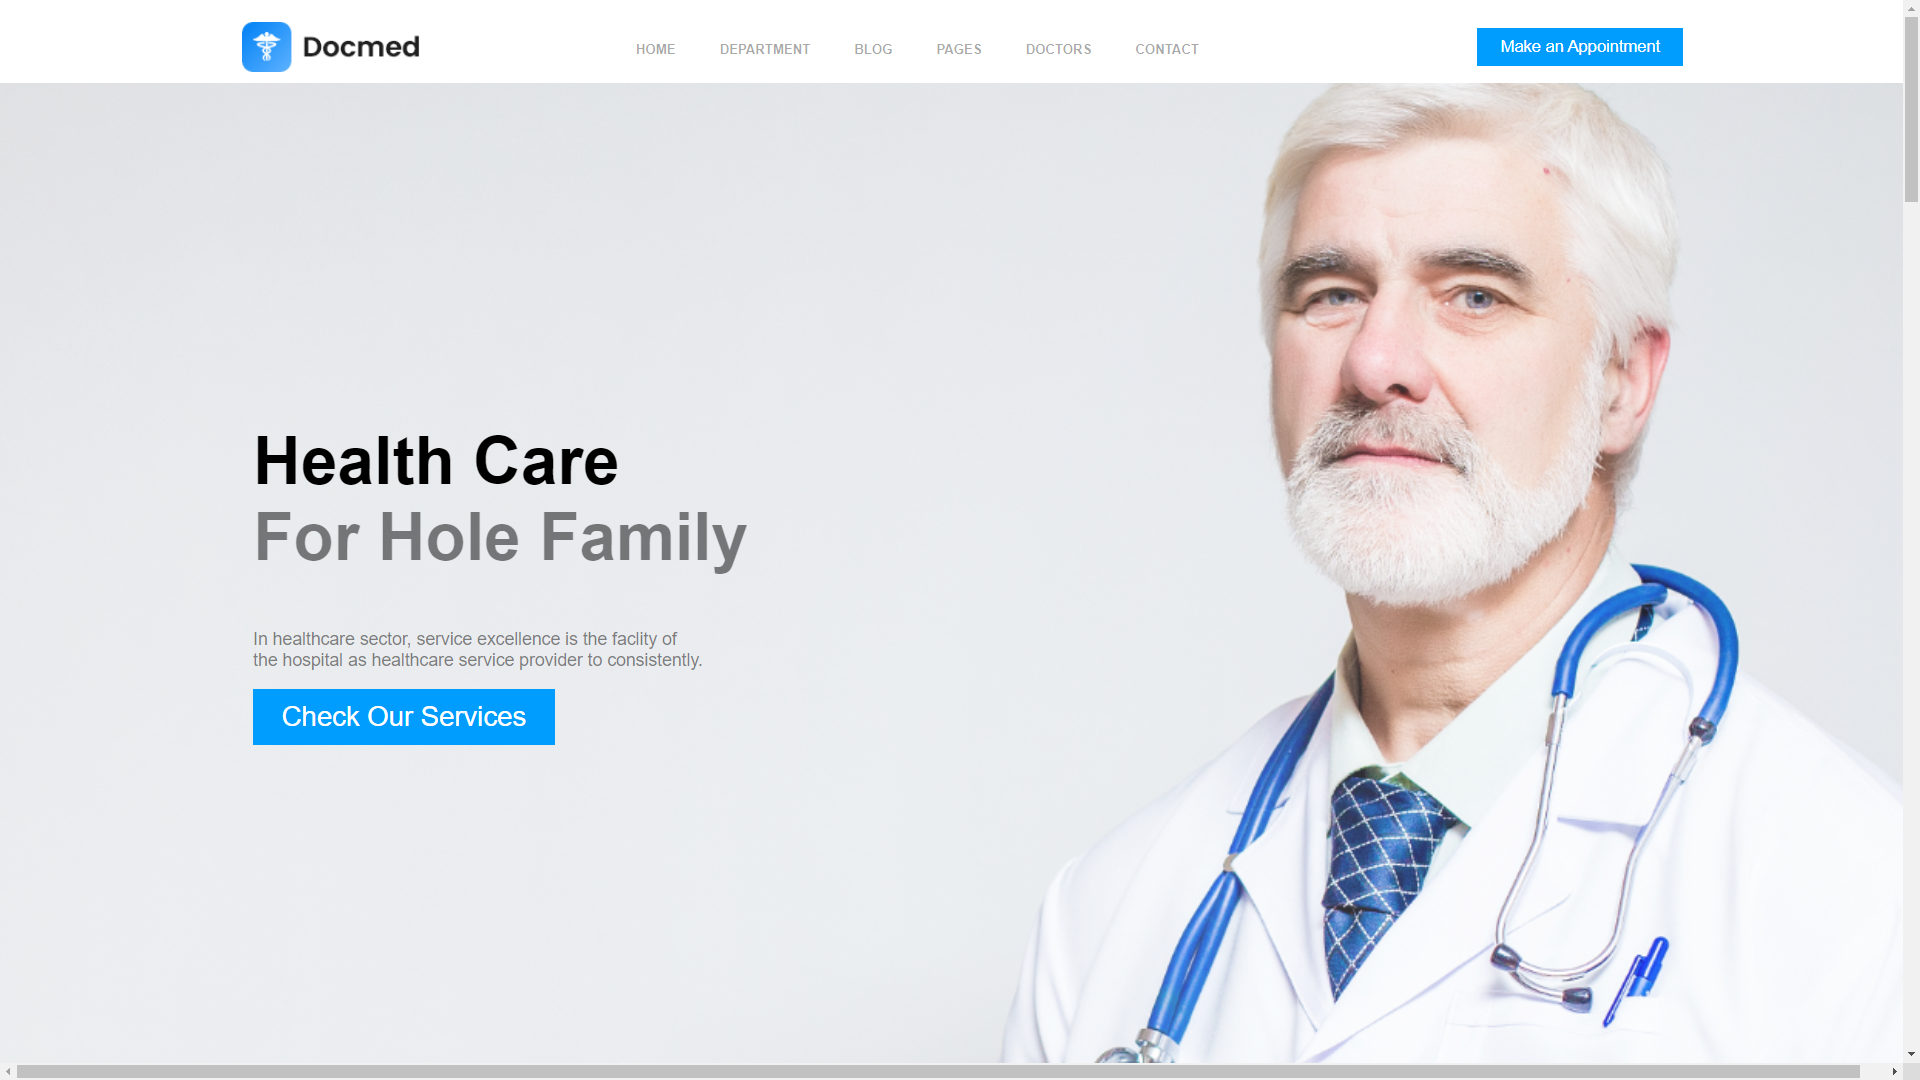 Docmed
HOME
DEPARTMENT
BLOG
PAGES
DOCTORS
CONTACT
Make an Appointment
Health Care
For Hole Family
In healthcare sector, service excellence is the faclity of
the hospital as healthcare service provider to consistently.
Check Our Services